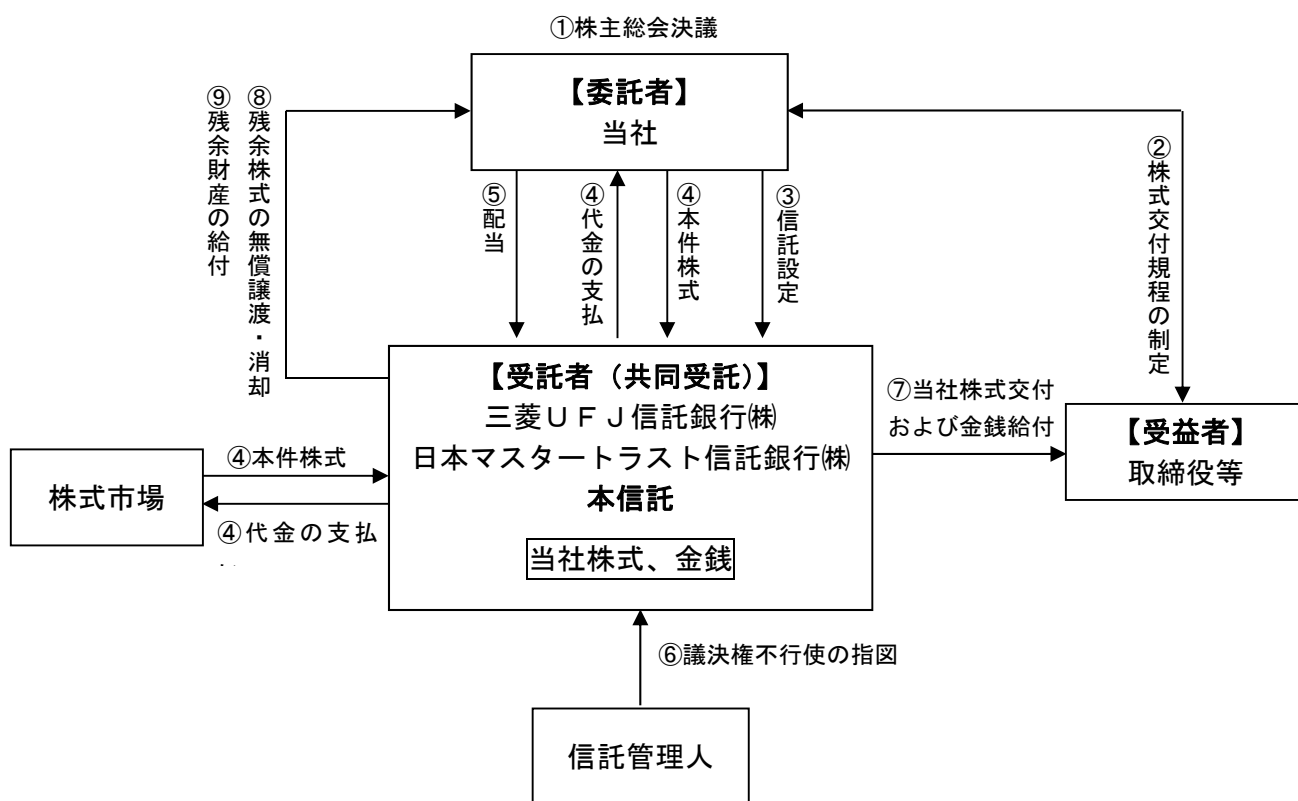 ①株主総会決議
【委託者】
当社
⑨残余財産の給付
⑧残余株式の無償譲渡・消却
⑤配当
④代金の支払
④本件株式
③信託設定
②株式交付規程の制定
【受託者（共同受託）】
三菱ＵＦＪ信託銀行㈱
日本マスタートラスト信託銀行㈱
本信託
当社株式、金銭
⑦当社株式交付
および金銭給付
【受益者】
取締役等
株式市場
④本件株式
④代金の支払
⑥議決権不行使の指図
信託管理人